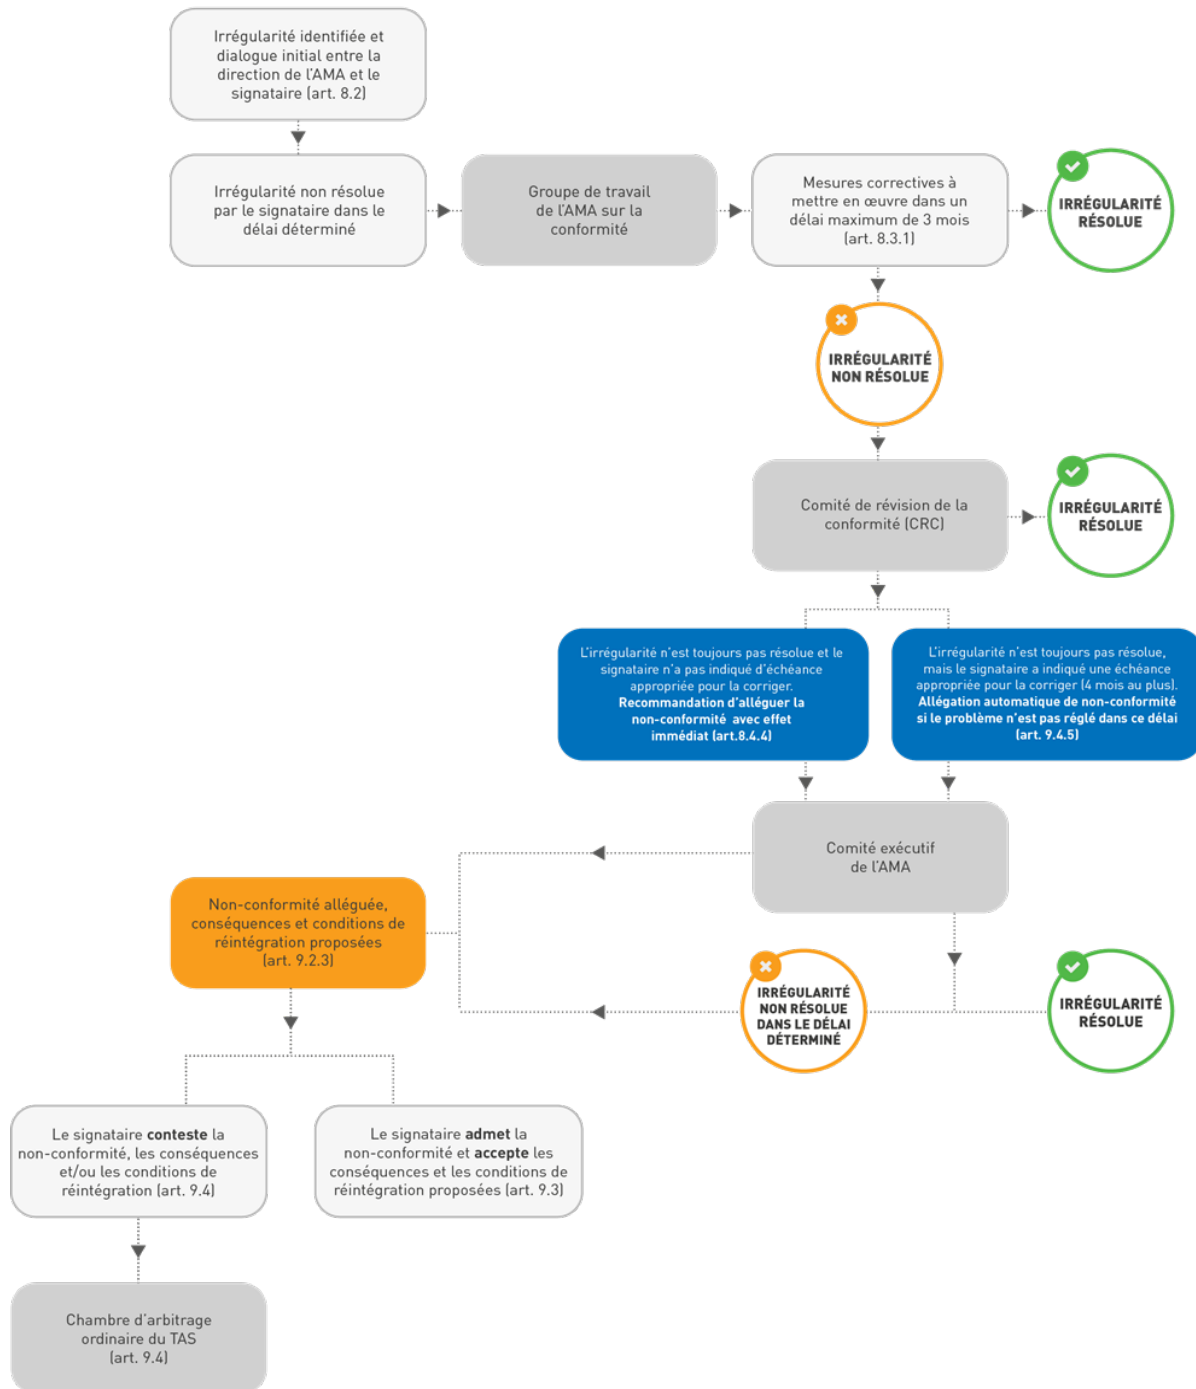 Irrégularité identifiée et
dialogue initial entre la
direction de l'AMA et le
signataire (art. 8.2)
Irrégularité non résolue
par le signataire dans le
délai déterminé
Groupe de travail
de l'AMA sur la
conformité
Mesures correctives à
mettre en œuvre dans un
délai maximum de 3 mois
(art. 8.3.1)
IRRÉGULARITÉ
RÉSOLUE
IRRÉGULARITÉ
NON RÉSOLUE
Comité de révision de la
conformité (CRC)
IRRÉGULARITÉ
RÉSOLUE
L'irrégularité n'est toujours pas résolue et le
signataire n'a pas indiqué d'échéance
appropriée pour la corriger.
Recommandation d'alléguer la
non-conformité avec effet
immédiat (art.8.4.4)
L'irrégularité n'est toujours pas résolue,
mais le signataire a indiqué une échéance
appropriée pour la corriger (4 mois au plus).
Allégation automatique de non-conformité
si le problème n'est pas réglé dans ce délai
(art. 9.4.5)
Comité exécutif
de l'AMA
Non-conformité alléguée,
conséquences et conditions de
réintégration proposées
(art. 9.2.3)
IRRÉGULARITÉ
NON RÉSOLUE
DANS LE DÉLAI
DÉTERMINÉ
IRRÉGULARITÉ
RÉSOLUE
Le signataire conteste la
non-conformité, les conséquences
et/ou les conditions de
réintégration (art. 9.4)
Le signataire admet la
non-conformité et accepte les
conséquences et les conditions de
réintégration proposées (art. 9.3)
Chambre d'arbitrage
ordinaire du TAS
(art. 9.4)